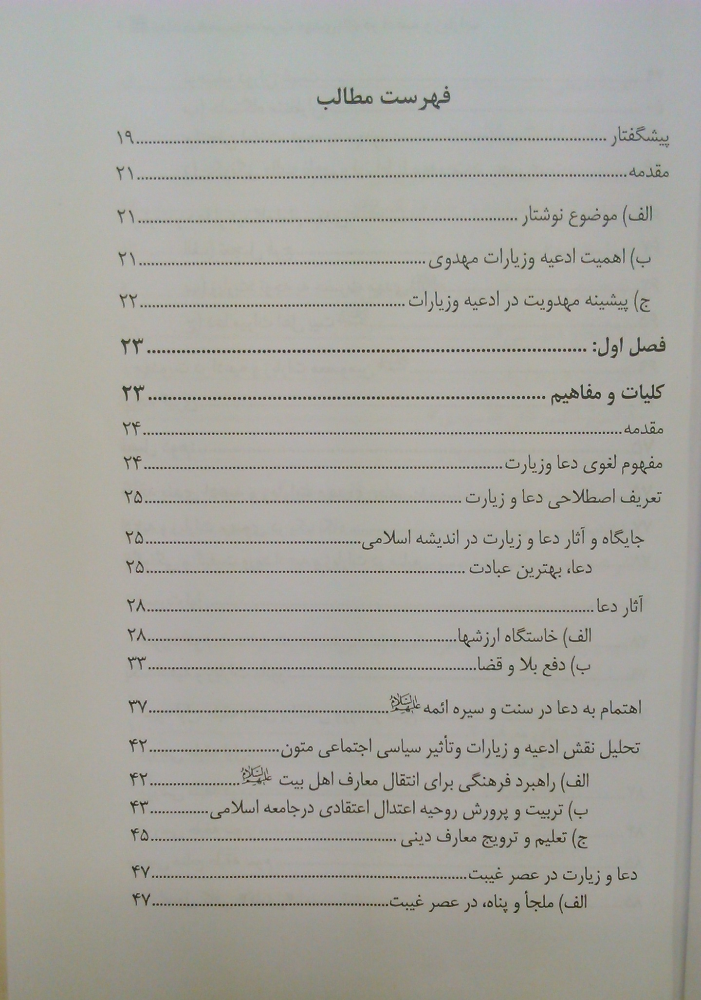 فهرست مطالب
پیشگفتار ........ ۱۹
مقدمه ........ ۲۱
الف) موضوع نوشتار ........ ۲۱
ب) اهمیت ادعیه وزیارات مهدوی ........ ۲۱
ج) پیشینه مهدویت در ادعیه وزیارات ........ ۲۲
فصل اول: ........ ۲۳
کلیات و مفاهیم ........ ۲۳
مقدمه ........ ۲۴
مفهوم لغوی دعا وزیارت ........ ۲۴
تعریف اصطلاحی دعا و زیارت ........ ۲۵
جایگاه و آثار دعا و زیارت در اندیشه اسلامی ........ ۲۵
دعا، بهترین عبادت ........ ۲۵
آثار دعا ........ ۲۸
الف) خاستگاه ارزشها ........ ۲۸
ب) دفع بلا و قضا ........ ۳۳
اهتمام به دعا در سنت و سیره ائمه علیهم السلام ........ ۳۷
تحلیل نقش ادعیه و زیارات وتأثیر سیاسی اجتماعی متون ........ ۴۲
الف) راهبرد فرهنگی برای انتقال معارف اهل بیت علیهم السلام ........ ۴۲
ب) تربیت و پرورش روحیه اعتدال اعتقادی درجامعه اسلامی ........ ۴۳
ج) تعلیم و ترویج معارف دینی ........ ۴۵
دعا و زیارت در عصر غیبت ........ ۴۷
الف) ملجأ و پناه، در عصر غیبت ........ ۴۷